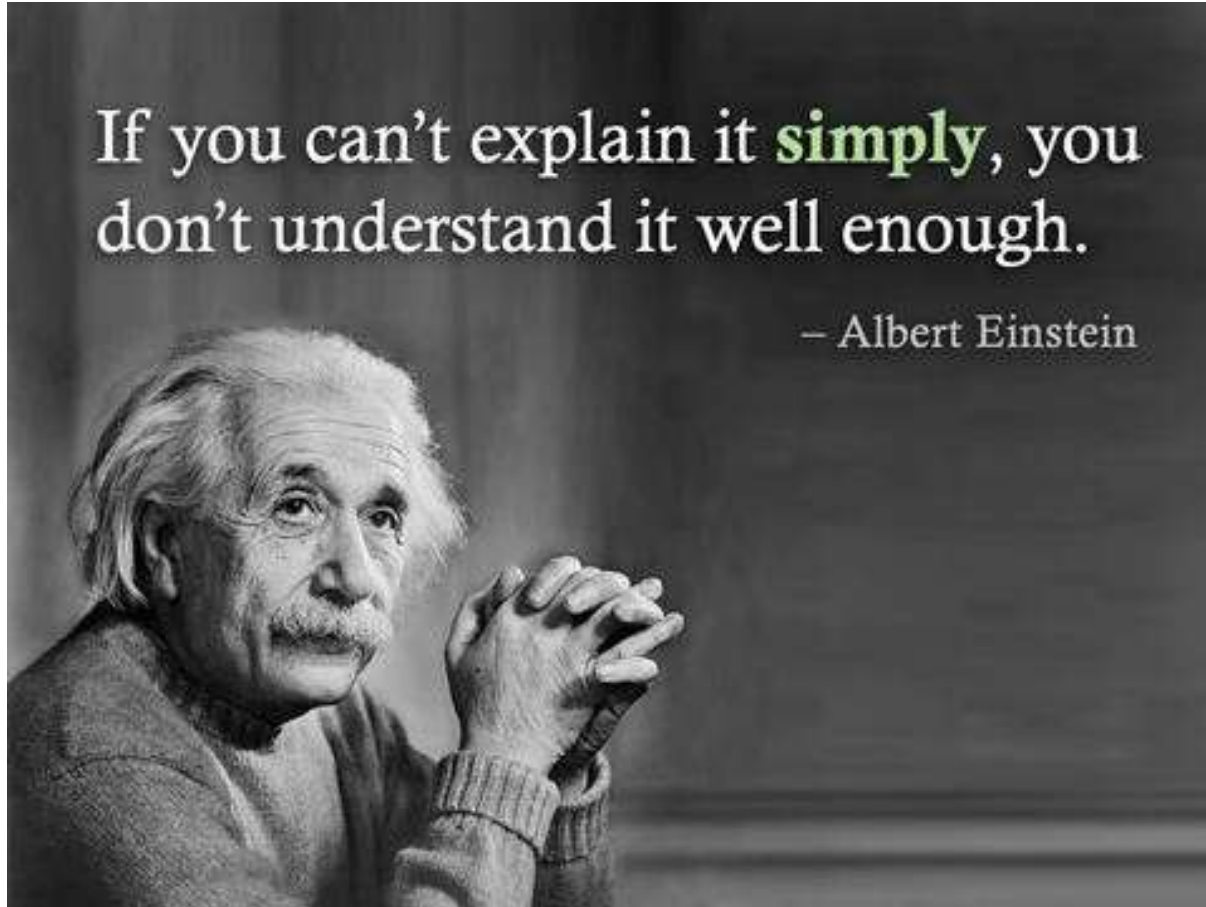 If you can’t explain it simply, you
don’t understand it well enough.
– Albert Einstein